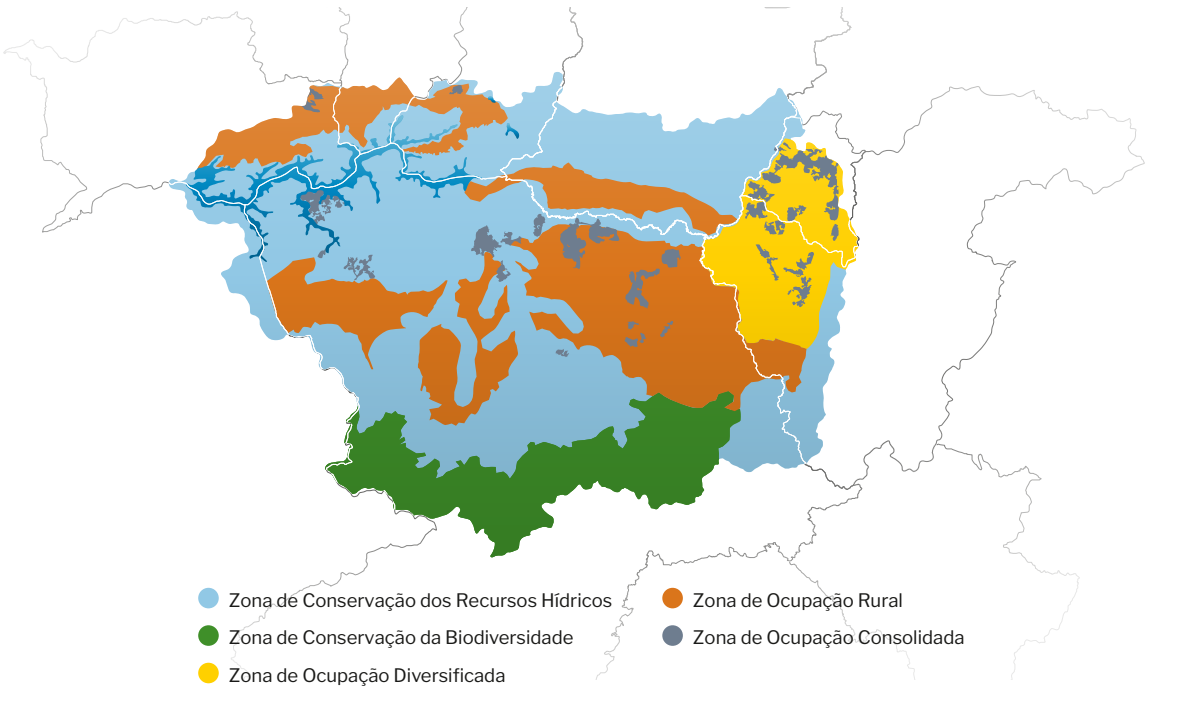 Zona de Conservação dos Recursos Hídricos
Zona de Conservação da Biodiversidade
Zona de Ocupação Diversificada
Zona de Ocupação Rural
Zona de Ocupação Consolidada